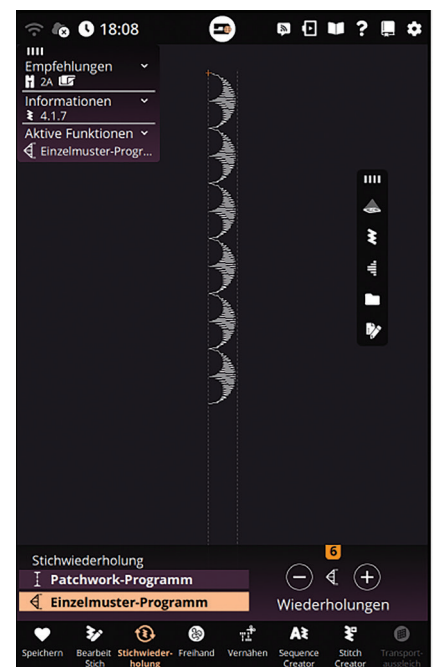 18:08
?
Empfehlungen
2A
Informationen
4.1.7
Aktive Funktionen
Einzelmuster-Progr...
Stichwiederholung
Patchwork-Programm
Einzelmuster-Programm
6
Wiederholungen
Speichern
Bearbeit
Stich
Stichwieder-
holung
Freihand
Vernähen
Sequence
Creator
Stitch
Creator
Transport-
ausgleich